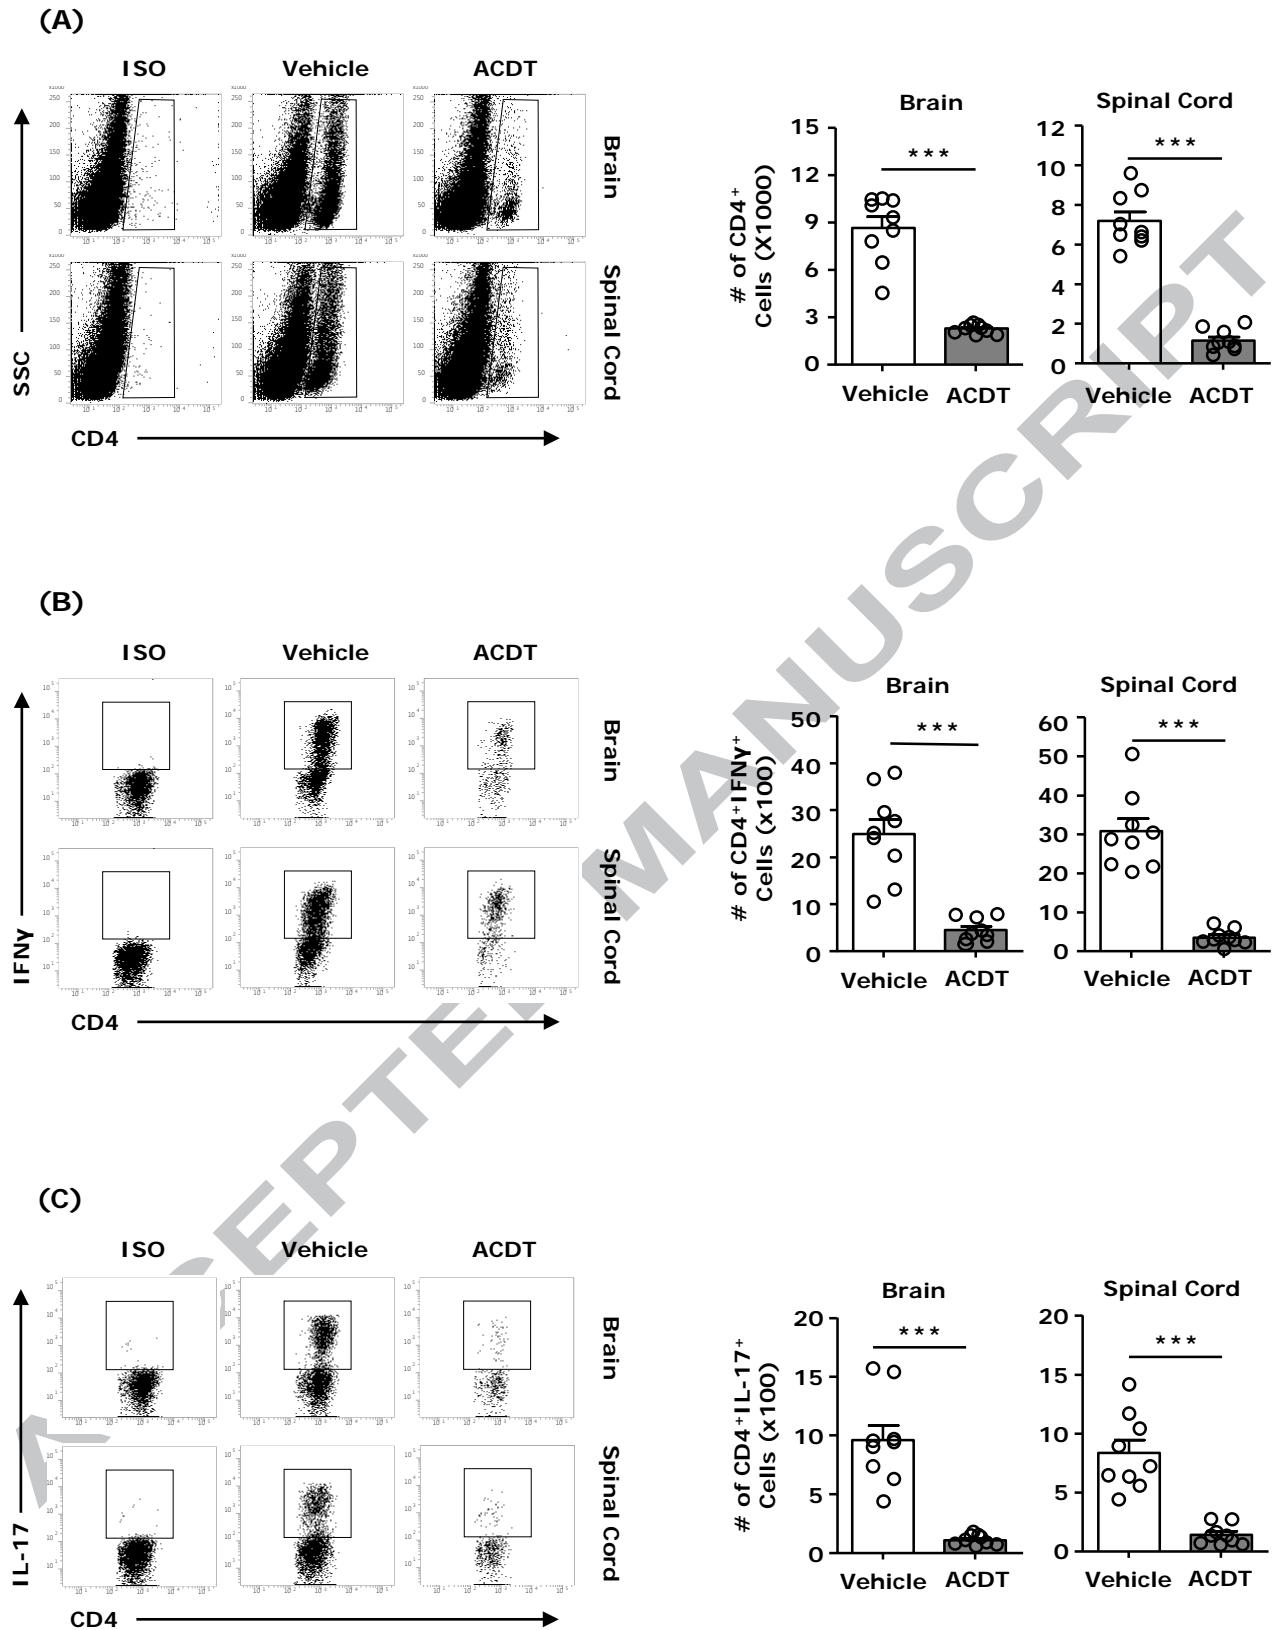 (A)
ISO Vehicle ACDT
Brain
Spinal Cord
SSC
CD4
Brain
Spinal Cord
# of CD4+
Cells (X1000)
15
12
9
6
3
0
12
10
8
6
4
2
0
Vehicle ACDT
Vehicle ACDT
***
***
(B)
ISO Vehicle ACDT
Brain
Spinal Cord
IFNγ
CD4
Brain
Spinal Cord
# of CD4+IFNγ+
Cells (x100)
50
40
30
20
10
0
60
50
40
30
20
10
0
Vehicle ACDT
Vehicle ACDT
***
***
(C)
ISO Vehicle ACDT
Brain
Spinal Cord
IL-17
CD4
Brain
Spinal Cord
# of CD4+IL-17+
Cells (x100)
20
15
10
5
0
20
15
10
5
0
Vehicle ACDT
Vehicle ACDT
***
***
MANUSCRIPT